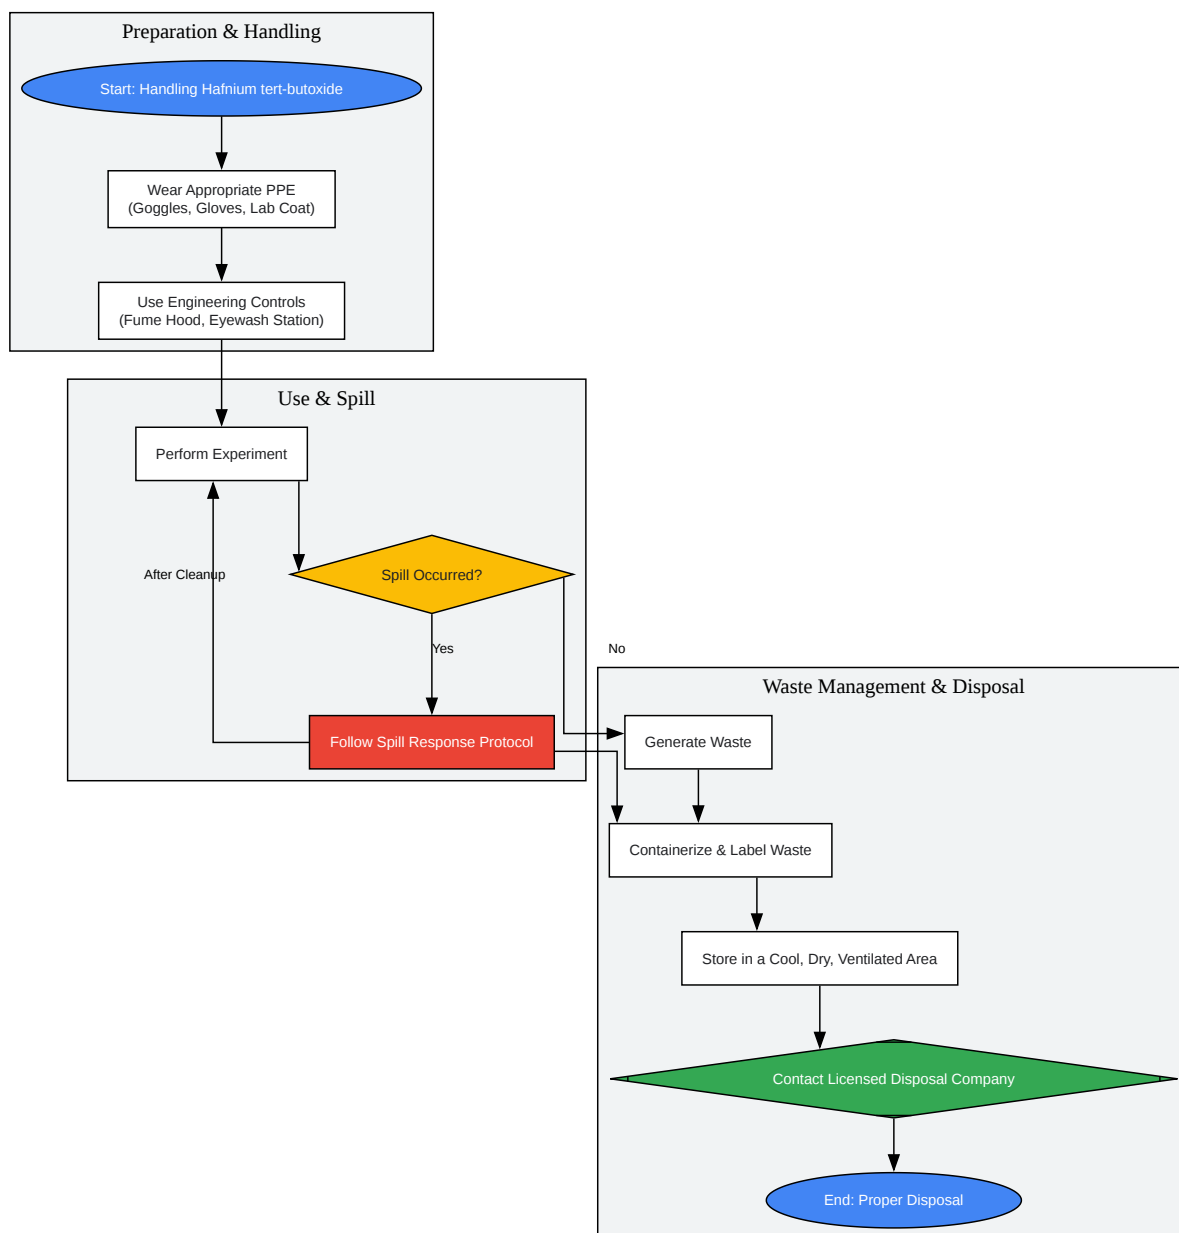 Preparation & Handling
Start: Handling Hafnium tert-butoxide
Wear Appropriate PPE
(Goggles, Gloves, Lab Coat)
Use Engineering Controls
(Fume Hood, Eyewash Station)
Use & Spill
Perform Experiment
After Cleanup
Spill Occurred?
Yes
No
Follow Spill Response Protocol
Waste Management & Disposal
Generate Waste
Containerize & Label Waste
Store in a Cool, Dry, Ventilated Area
Contact Licensed Disposal Company
End: Proper Disposal